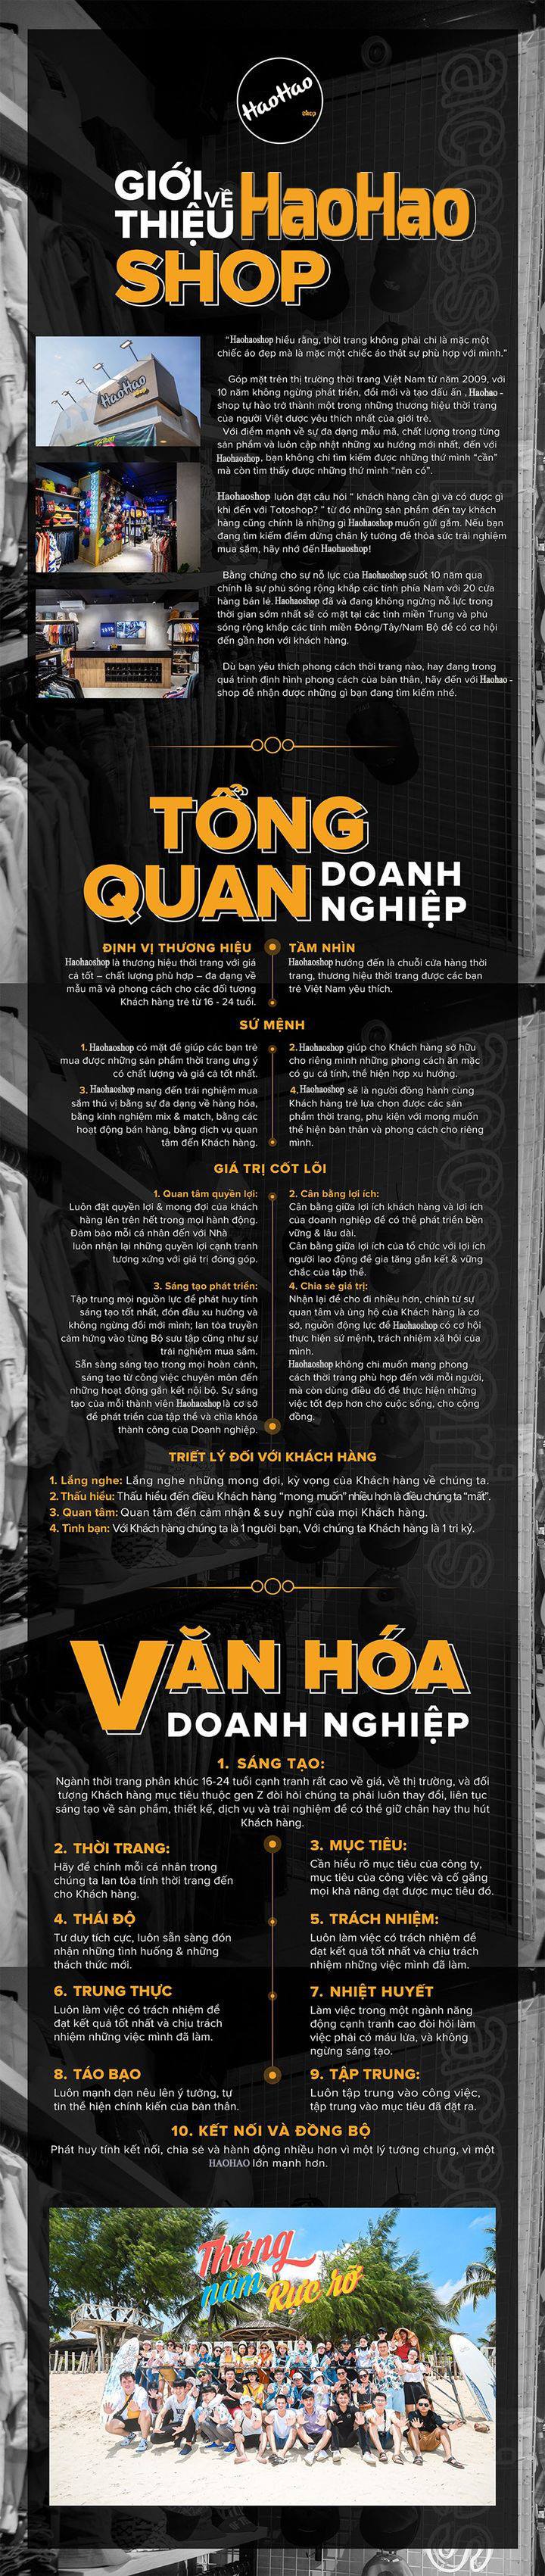 HaoHao
shop
GIỚI VỀ HaoHao
THIỆU
SHOP
HaoHao
"Haohaoshop hiểu rằng, thời trang không phải chỉ là mặc một
chiếc áo đẹp mà là mặc một chiếc áo thật sự phù hợp với mình."
Góp mặt trên thị trường thời trang Việt Nam từ năm 2009, với
10 năm không ngừng phát triển, đổi mới và tạo dấu ấn , Haohao -
shop tự hào trở thành một trong những thương hiệu thời trang
của người Việt được yêu thích nhất của giới trẻ.
Với điểm mạnh về sự đa dạng mẫu mã, chất lượng trong từng
sản phẩm và luôn cập nhật những xu hướng mới nhất, đến với
Haohaoshop, bạn không chỉ tìm kiếm được những thứ mình "cần"
mà còn tìm thấy được những thứ mình "nên có".
Haohaoshop luôn đặt câu hỏi " khách hàng cần gì và có được gì
khi đến với Totoshop? " từ đó những sản phẩm đến tay khách
hàng cũng chính là những gì Haohaoshop muốn gửi gắm. Nếu bạn
đang tìm kiếm điểm dừng chân lý tưởng để thỏa sức trải nghiệm
mua sắm, hãy nhớ đến Haohaoshop!
Bằng chứng cho sự nỗ lực của Haohaoshop suốt 10 năm qua
chính là sự phủ sóng rộng khắp các tỉnh phía Nam với 20 cửa
hàng bán lẻ. Haohaoshop đã và đang không ngừng nỗ lực trong
thời gian sớm nhất sẽ có mặt tại các tỉnh miền Trung và phủ
sóng rộng khắp các tỉnh miền Đông/Tây/Nam Bộ để có cơ hội
đến gần hơn với khách hàng.
Dù bạn yêu thích phong cách thời trang nào, hay đang trong
quá trình định hình phong cách của bản thân, hãy đến với Haohao -
shop để nhận được những gì bạn đang tìm kiếm nhé.
TỔNG
QUAN DOANH
NGHIỆP
ĐỊNH VỊ THƯƠNG HIỆU
Haohaoshop là thương hiệu thời trang với giá
cả tốt – chất lượng phù hợp – đa dạng về
mẫu mã và phong cách cho các đối tượng
Khách hàng trẻ từ 16 - 24 tuổi.
TẦM NHÌN
Haohaoshop hướng đến là chuỗi cửa hàng thời
trang, thương hiệu thời trang được các bạn
trẻ Việt Nam yêu thích.
SỨ MỆNH
1. Haohaoshop có mặt để giúp các bạn trẻ
mua được những sản phẩm thời trang ưng ý
có chất lượng và giá cả tốt nhất.
2. Haohaoshop giúp cho Khách hàng sở hữu
cho riêng mình những phong cách ăn mặc
có gu cá tính, thể hiện hợp xu hướng.
3. Haohaoshop mang đến trải nghiệm mua
sắm thú vị bằng sự đa dạng về hàng hóa,
bằng kinh nghiệm mix & match, bằng các
hoạt động bán hàng, bằng dịch vụ quan
tâm đến Khách hàng.
4. Haohaoshop sẽ là người đồng hành cùng
Khách hàng trẻ lựa chọn được các sản
phẩm thời trang, phụ kiện với mong muốn
thể hiện bản thân và phong cách cho riêng
mình.
GIÁ TRỊ CỐT LÕI
1. Quan tâm quyền lợi:
Luôn đặt quyền lợi & mong đợi của khách
hàng lên trên hết trong mọi hành động.
Đảm bảo mỗi cá nhân đến với Nhà
luôn nhận lại những quyền lợi cạnh tranh
tương xứng với giá trị đóng góp.
2. Cân bằng lợi ích:
Cân bằng giữa lợi ích khách hàng và lợi ích
của doanh nghiệp để có thể phát triển bền
vững & lâu dài.
Cân bằng giữa lợi ích của tổ chức với lợi ích
người lao động để gia tăng gắn kết & vững
chắc của tập thể.
3. Sáng tạo phát triển:
Tập trung mọi nguồn lực để phát huy tính
sáng tạo tốt nhất, đón đầu xu hướng và
không ngừng đổi mới mình; lan tỏa truyền
cảm hứng vào từng Bộ sưu tập cũng như sự
trải nghiệm mua sắm.
Sẵn sàng sáng tạo trong mọi hoàn cảnh,
sáng tạo từ công việc chuyên môn đến
những hoạt động gắn kết nội bộ. Sự sáng
tạo của mỗi thành viên Haohaoshop là cơ sở
để phát triển của tập thể và chìa khóa
thành công của Doanh nghiệp.
4. Chia sẻ giá trị:
Nhận lại để cho đi nhiều hơn, chính từ sự
quan tâm và ủng hộ của Khách hàng là cơ
sở, nguồn động lực để Haohaoshop có cơ hội
thực hiện sứ mệnh, trách nhiệm xã hội của
mình.
Haohaoshop không chỉ muốn mang phong
cách thời trang phù hợp đến với mỗi người,
mà còn dùng điều đó để thực hiện những
việc tốt đẹp hơn cho cuộc sống, cho cộng
đồng.
TRIẾT LÝ ĐỐI VỚI KHÁCH HÀNG
1. Lắng nghe: Lắng nghe những mong đợi, kỳ vọng của Khách hàng về chúng ta.
2. Thấu hiểu: Thấu hiểu đến điều Khách hàng "mong muốn" nhiều hơn là điều chúng ta "mất".
3. Quan tâm: Quan tâm đến cảm nhận & suy nghĩ của mọi Khách hàng.
4. Tình bạn: Với Khách hàng chúng ta là 1 người bạn, Với chúng ta Khách hàng là 1 tri kỷ.
VĂN HÓA
DOANH NGHIỆP
1. SÁNG TẠO:
Ngành thời trang phân khúc 16-24 tuổi cạnh tranh rất cao về giá, về thị trường, và đối
tượng Khách hàng mục tiêu thuộc gen Z đòi hỏi chúng ta phải luôn thay đổi, liên tục
sáng tạo về sản phẩm, thiết kế, dịch vụ và trải nghiệm để có thể giữ chân hay thu hút
Khách hàng.
2. THỜI TRANG:
Hãy để chính mỗi cá nhân trong
chúng ta lan tỏa tính thời trang đến
cho Khách hàng.
3. MỤC TIÊU:
Cần hiểu rõ mục tiêu của công ty,
mục tiêu của công việc và cố gắng
mọi khả năng đạt được mục tiêu đó.
4. THÁI ĐỘ
Tư duy tích cực, luôn sẵn sàng đón
nhận những tình huống & những
thách thức mới.
5. TRÁCH NHIỆM:
Luôn làm việc có trách nhiệm để
đạt kết quả tốt nhất và chịu trách
nhiệm những việc mình đã làm.
6. TRUNG THỰC
Luôn làm việc có trách nhiệm để
đạt kết quả tốt nhất và chịu trách
nhiệm những việc mình đã làm.
7. NHIỆT HUYẾT
Làm việc trong một ngành năng
động cạnh tranh cao đòi hỏi làm
việc phải có máu lửa, và không
ngừng sáng tạo.
8. TÁO BẠO
Luôn mạnh dạn nêu lên ý tưởng, tự
tin thể hiện chính kiến của bản thân.
9. TẬP TRUNG:
Luôn tập trung vào công việc,
tập trung vào mục tiêu đã đặt ra.
10. KẾT NỐI VÀ ĐỒNG BỘ
Phát huy tính kết nối, chia sẻ và hành động nhiều hơn vì một lý tưởng chung, vì một
HAOHAO lớn mạnh hơn.
Tháng
năm Rực rỡ